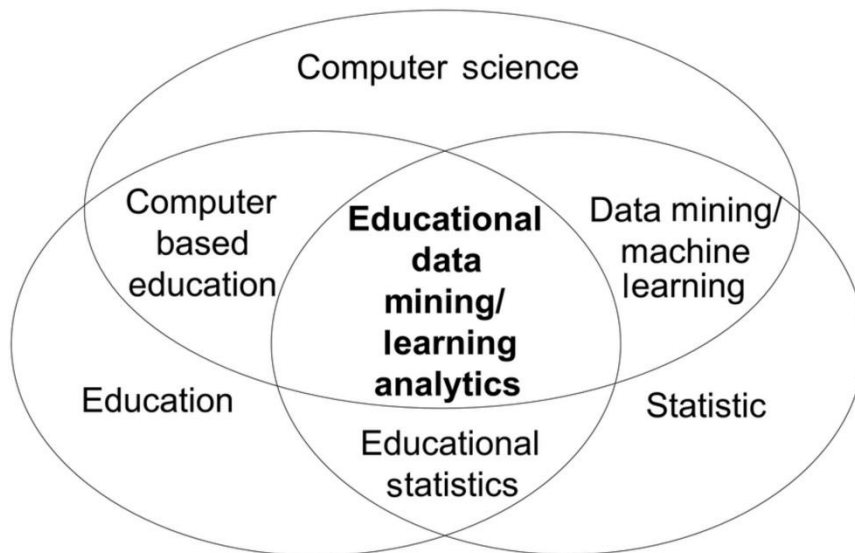 Computer science
Computer
based
education
Educational
data
mining/
learning
analytics
Data mining/
machine
learning
Education
Statistic
Educational
statistics